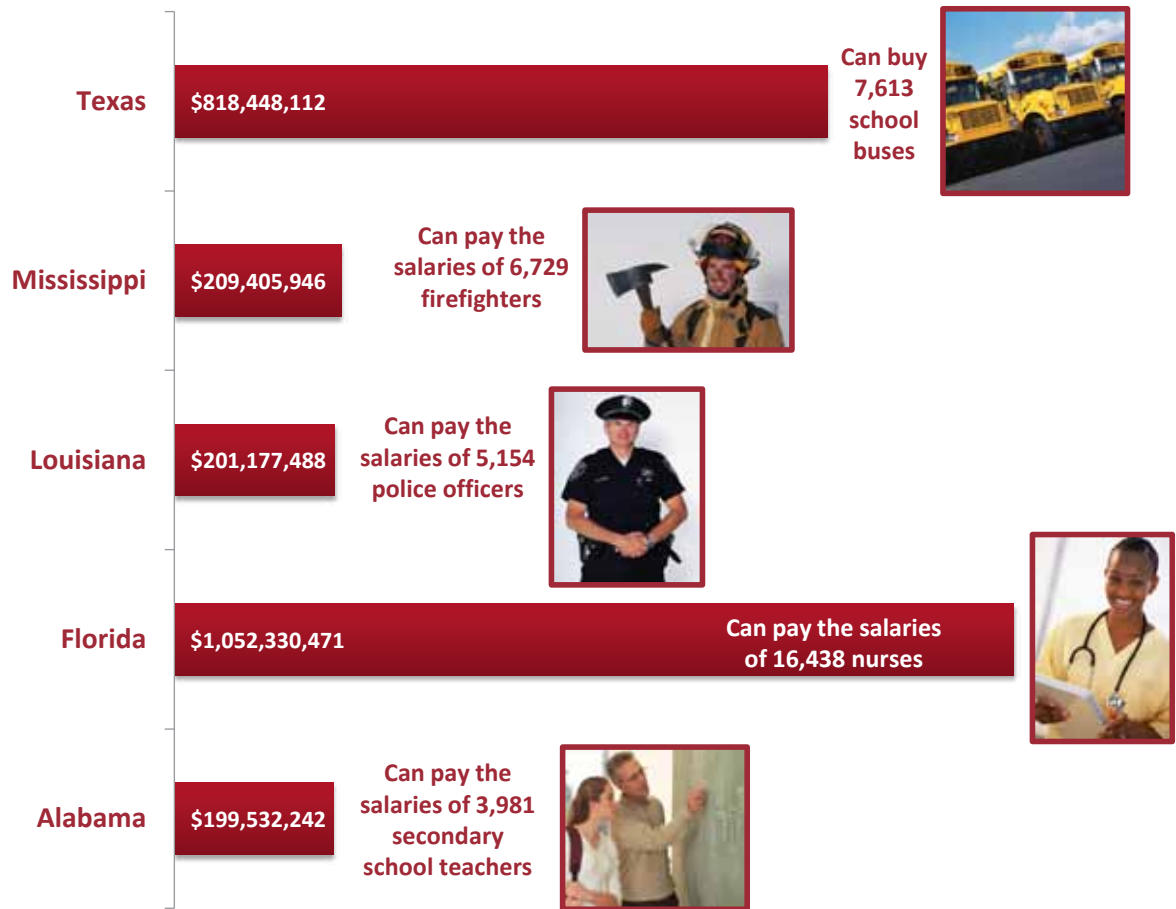 Texas
$818,448,112
Can buy
7,613
school
buses
Mississippi
$209,405,946
Can pay the
salaries of 6,729
firefighters
Louisiana
$201,177,488
Can pay the
salaries of 5,154
police officers
Florida
$1,052,330,471
Can pay the salaries
of 16,438 nurses
Alabama
$199,532,242
Can pay the
salaries of 3,981
secondary
school teachers